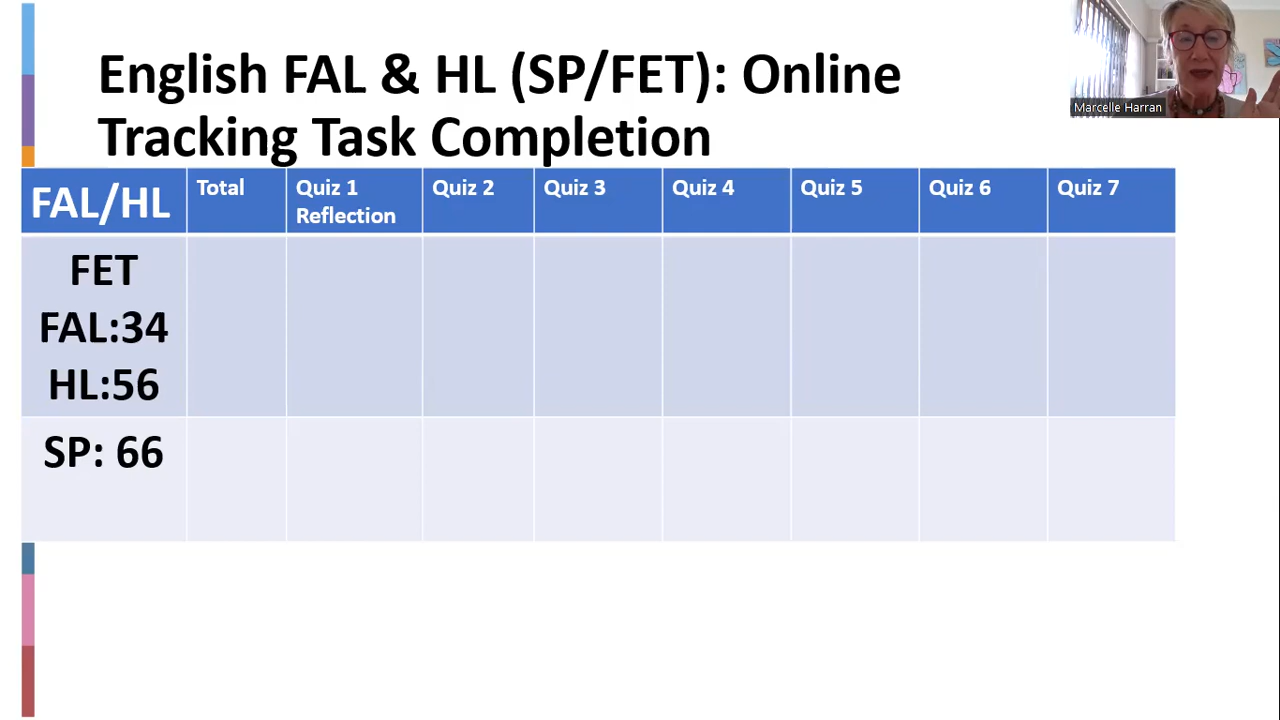 English FAL & HL (SP/FET): Online
Tracking Task Completion
Marcelle Harran
FAL/HL
Total
Quiz 1
Reflection
Quiz 2
Quiz 3
Quiz 4
Quiz 5
Quiz 6
Quiz 7
FET
FAL:34
HL:56
SP: 66